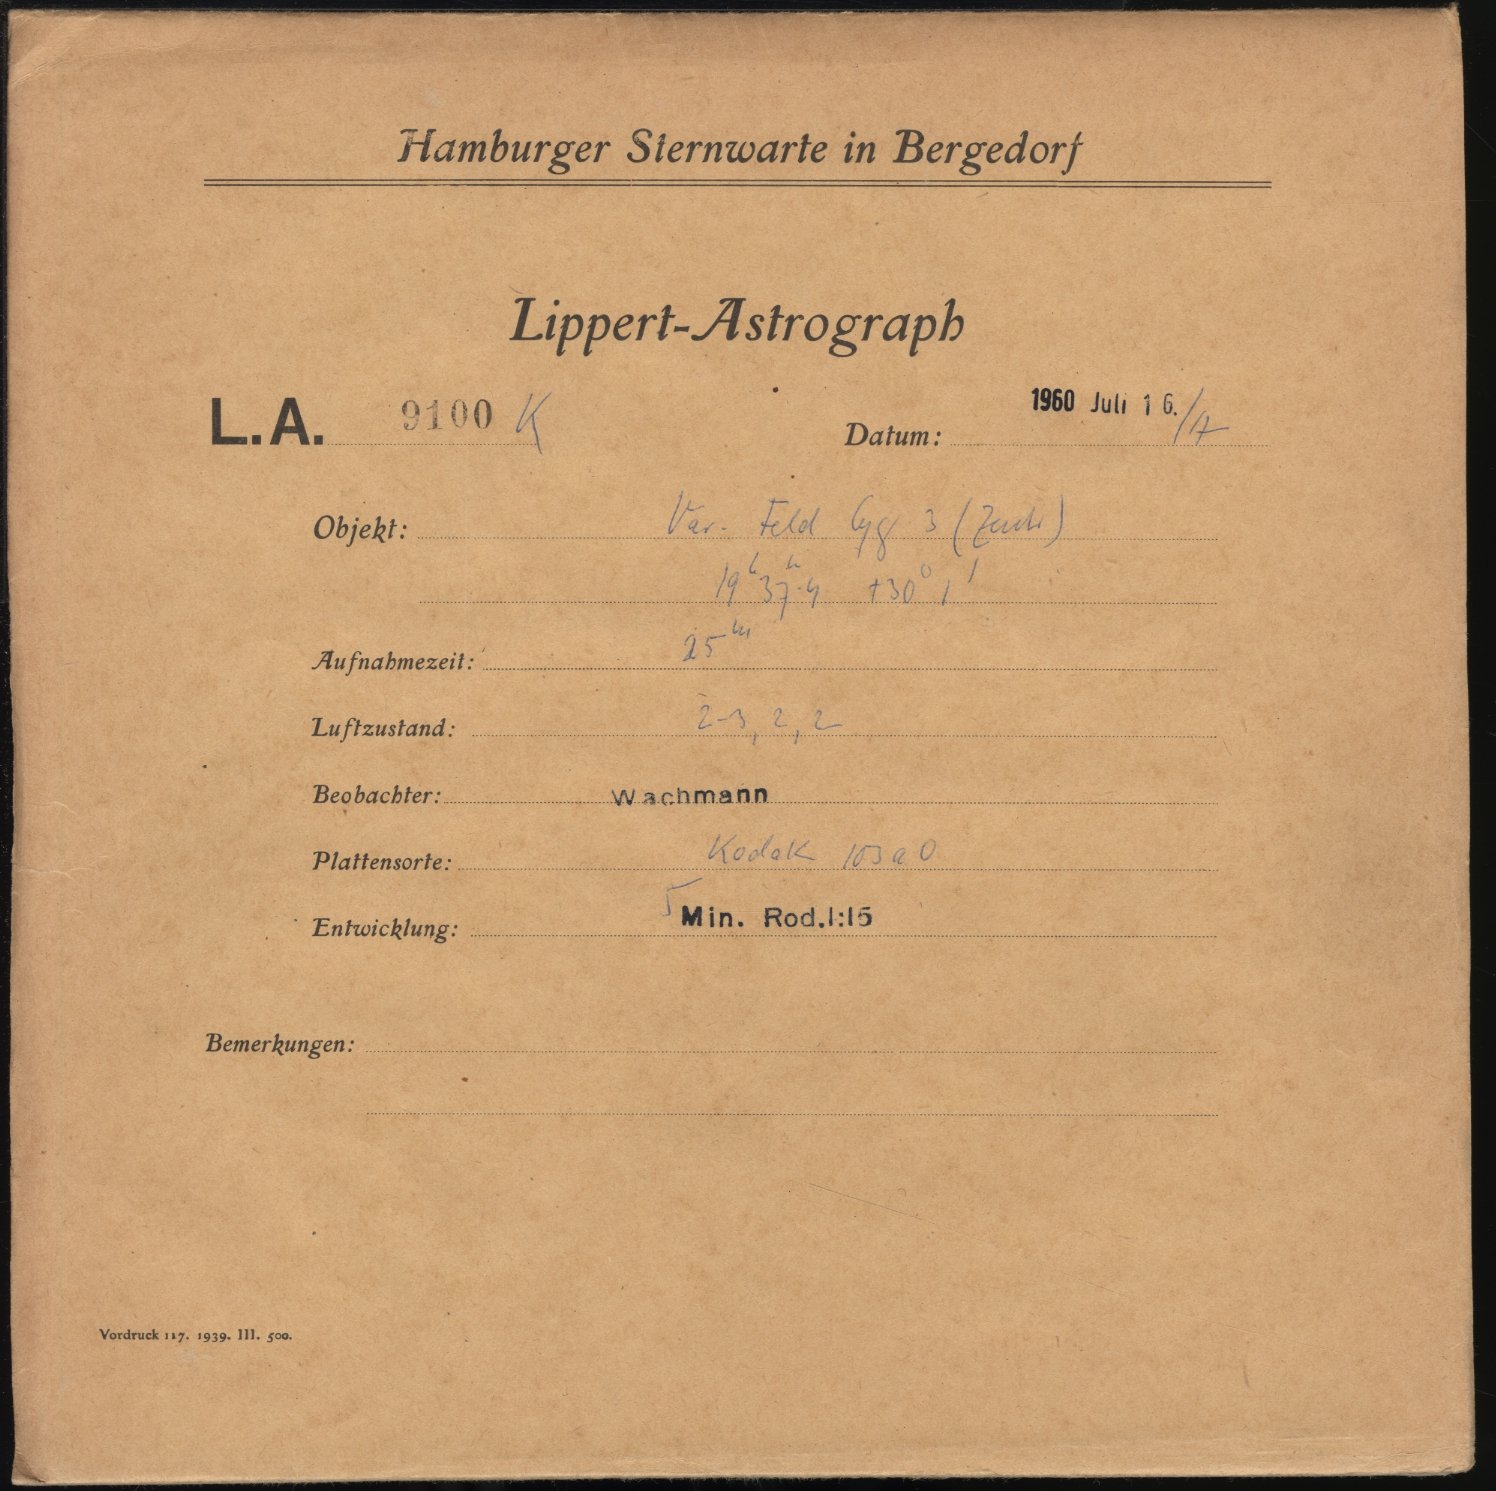 Hamburger Sternwarte in Bergedorf
Lippert-Astrograph
L.A. 9100 K
Datum: 1960 Juli 16./17
Objekt: Var. Feld Cyg 3
19h 37m.4 +30° 1'
Aufnahmezeit: 25m
Luftzustand: 2-3, 2, 2
Beobachter: Wachmann
Plattensorte: Kodak 103a O
Entwicklung: 5 Min. Rod. 1:15
Bemerkungen:
Vordruck 117. 1939. III. 500.